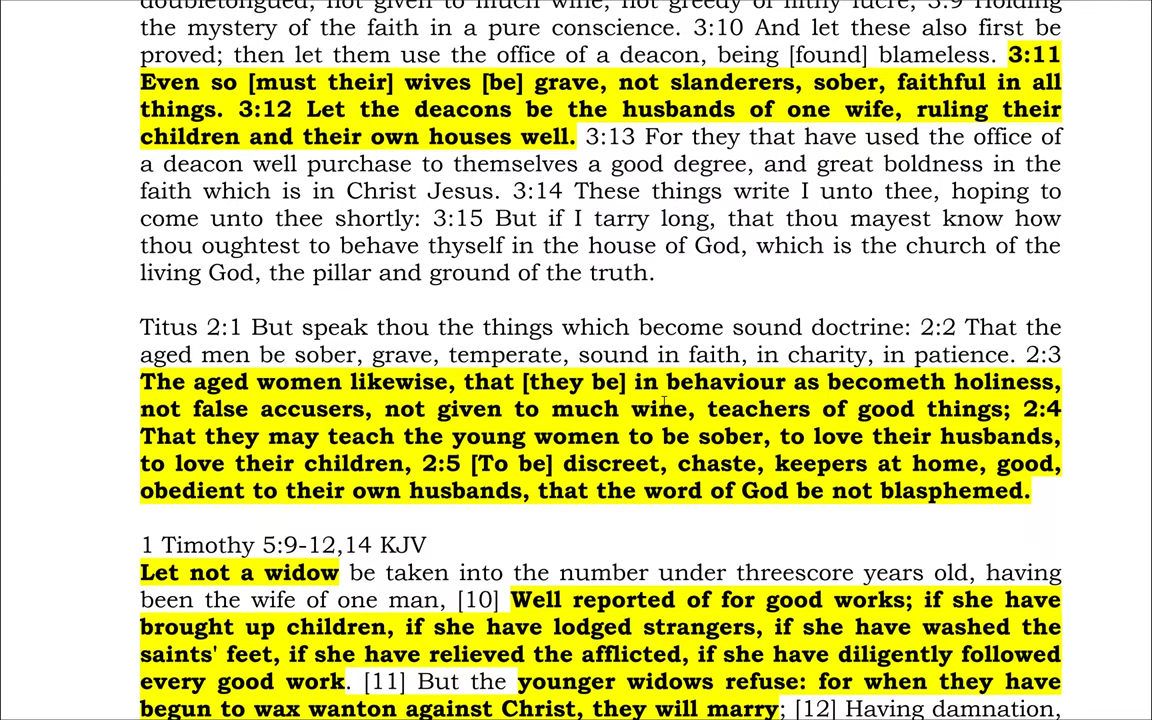 doubletongued, not given to much wine, not greedy of filthy lucre; 3:9 Holding
the mystery of the faith in a pure conscience. 3:10 And let these also first be
proved; then let them use the office of a deacon, being [found] blameless. 3:11
Even so [must their] wives [be] grave, not slanderers, sober, faithful in all
things. 3:12 Let the deacons be the husbands of one wife, ruling their
children and their own houses well. 3:13 For they that have used the office of
a deacon well purchase to themselves a good degree, and great boldness in the
faith which is in Christ Jesus. 3:14 These things write I unto thee, hoping to
come unto thee shortly: 3:15 But if I tarry long, that thou mayest know how
thou oughtest to behave thyself in the house of God, which is the church of the
living God, the pillar and ground of the truth.
Titus 2:1 But speak thou the things which become sound doctrine: 2:2 That the
aged men be sober, grave, temperate, sound in faith, in charity, in patience. 2:3
The aged women likewise, that [they be] in behaviour as becometh holiness,
not false accusers, not given to much wine, teachers of good things; 2:4
That they may teach the young women to be sober, to love their husbands,
to love their children, 2:5 [To be] discreet, chaste, keepers at home, good,
obedient to their own husbands, that the word of God be not blasphemed.
1 Timothy 5:9-12,14 KJV
Let not a widow be taken into the number under threescore years old, having
been the wife of one man, [10] Well reported of for good works; if she have
brought up children, if she have lodged strangers, if she have washed the
saints' feet, if she have relieved the afflicted, if she have diligently followed
every good work. [11] But the younger widows refuse: for when they have
begun to wax wanton against Christ, they will marry; [12] Having damnation,